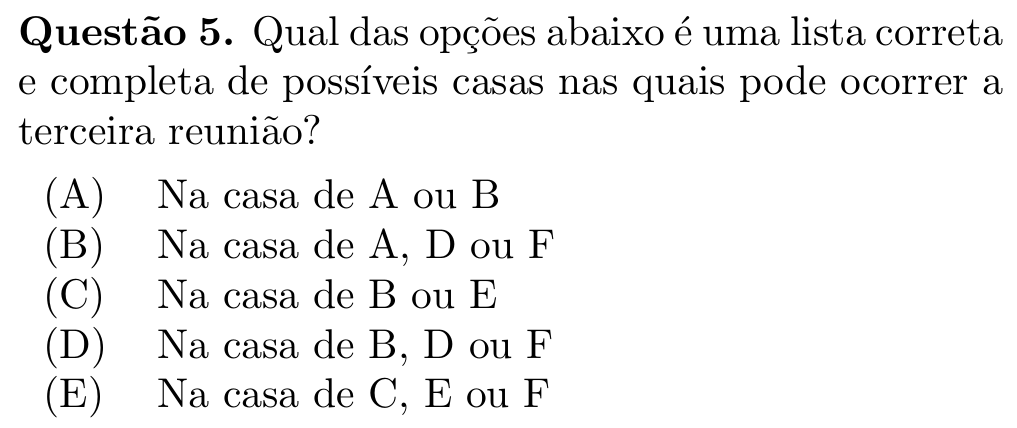 Questão 5. Qual das opções abaixo é uma lista correta
e completa de possíveis casas nas quais pode ocorrer a
terceira reunião?
(A) Na casa de A ou B
(B) Na casa de A, D ou F
(C) Na casa de B ou E
(D) Na casa de B, D ou F
(E) Na casa de C, E ou F